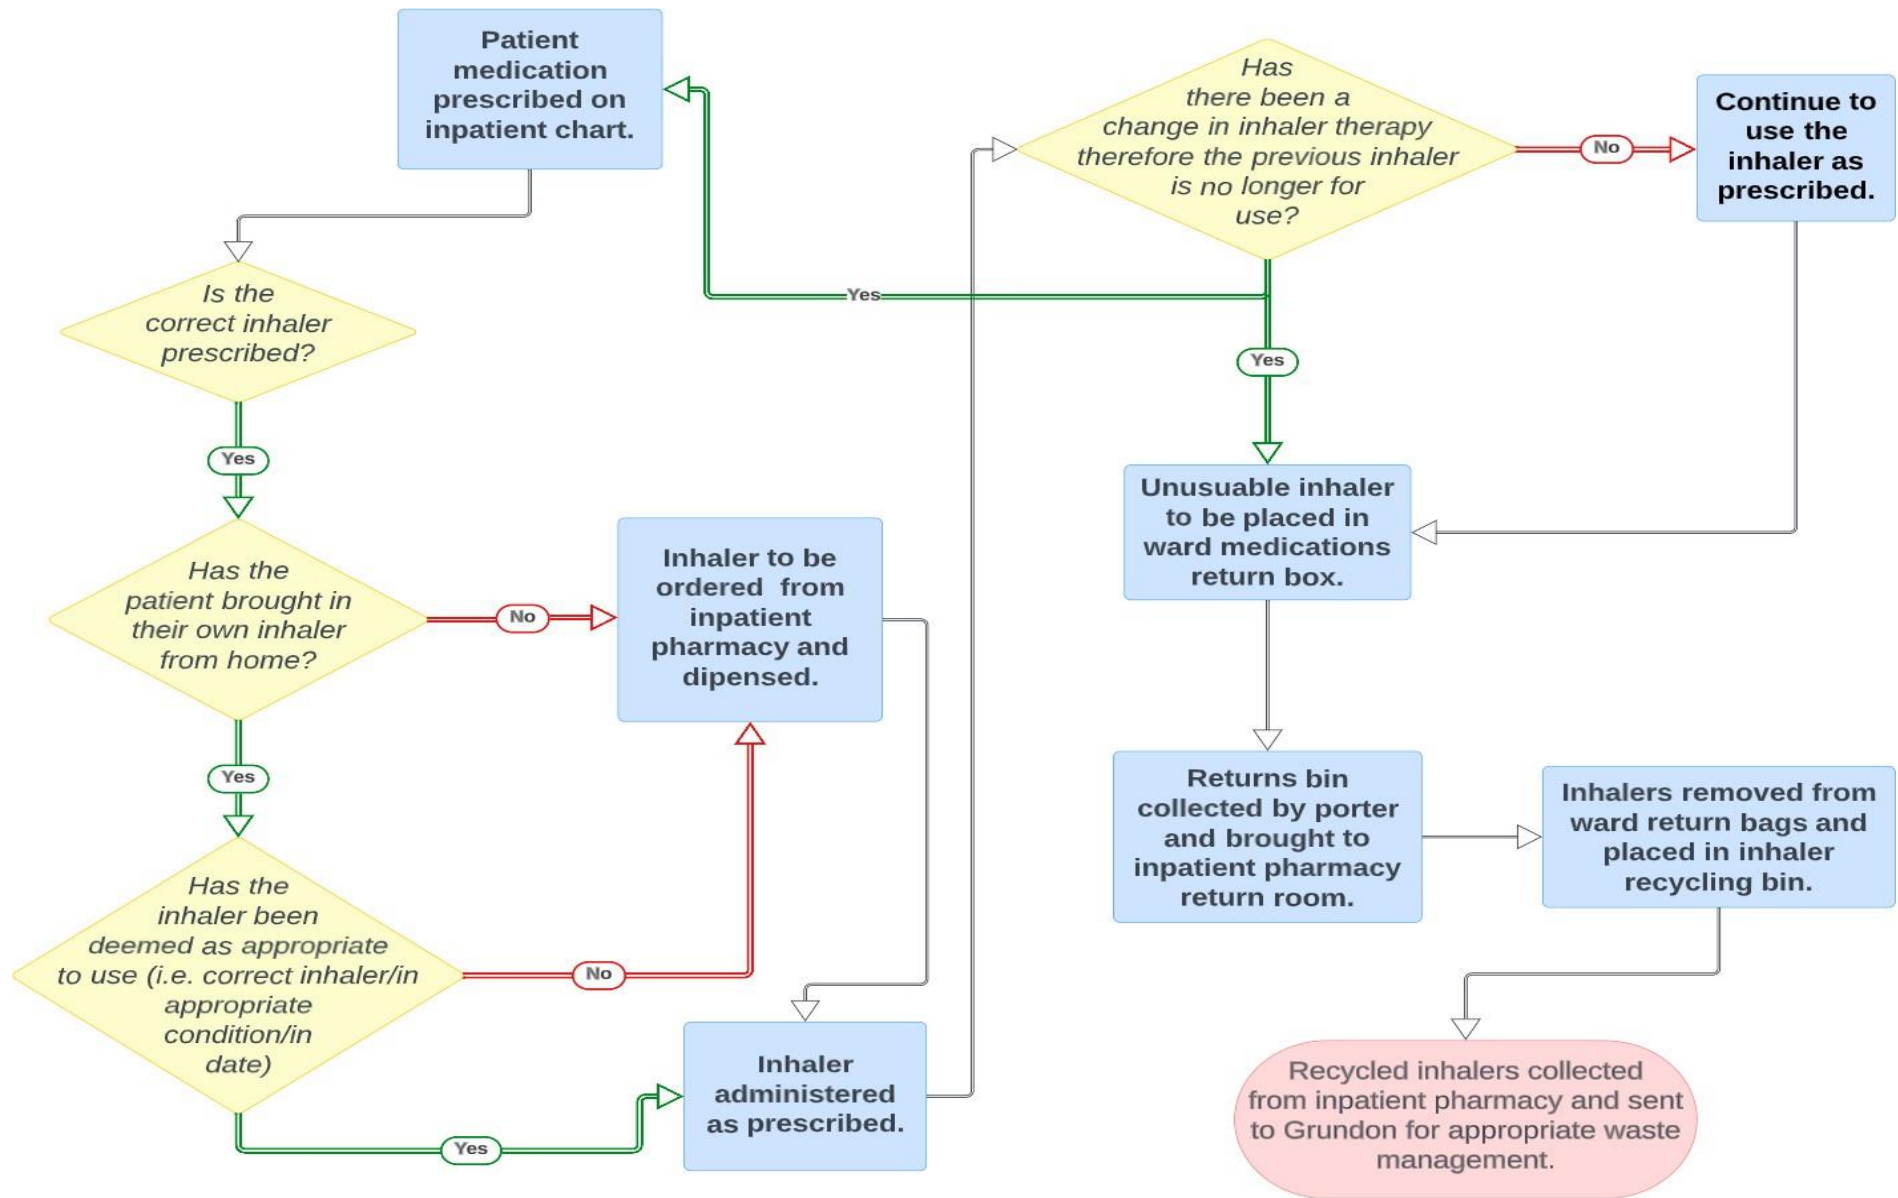 Patient
medication
prescribed on
inpatient chart.
Is the
correct inhaler
prescribed?
Yes
Has the
patient brought in
their own inhaler
from home?
No
Inhaler to be
ordered from
inpatient
pharmacy and
dipensed.
Yes
Has the
inhaler been
deemed as appropriate
to use (i.e. correct inhaler/in
appropriate
condition/in
date)
No
Yes
Inhaler
administered
as prescribed.
Has
there been a
change in inhaler therapy
therefore the previous inhaler
is no longer for
use?
No
Continue to
use the
inhaler as
prescribed.
Yes
Yes
Unusuable inhaler
to be placed in
ward medications
return box.
Returns bin
collected by porter
and brought to
inpatient pharmacy
return room.
Inhalers removed from
ward return bags and
placed in inhaler
recycling bin.
Recycled inhalers collected
from inpatient pharmacy and sent
to Grundon for appropriate waste
management.